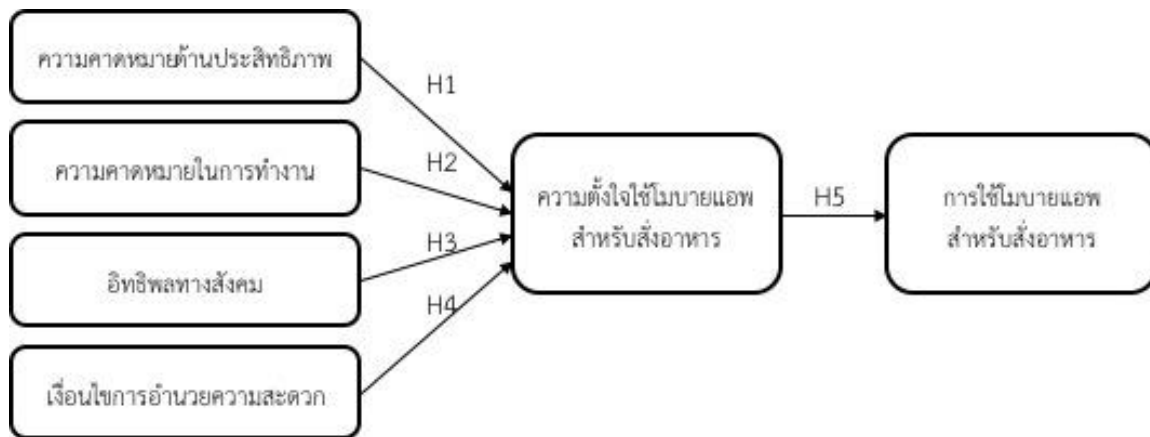 ความคาดหมายด้านประสิทธิภาพ
H1
ความคาดหมายในการทำงาน
H2
ความตั้งใจใช้โมบายแอพ
สำหรับสั่งอาหาร
H5
การใช้โมบายแอพ
สำหรับสั่งอาหาร
H3
อิทธิพลทางสังคม
H4
เงื่อนไขการอำนวยความสะดวก